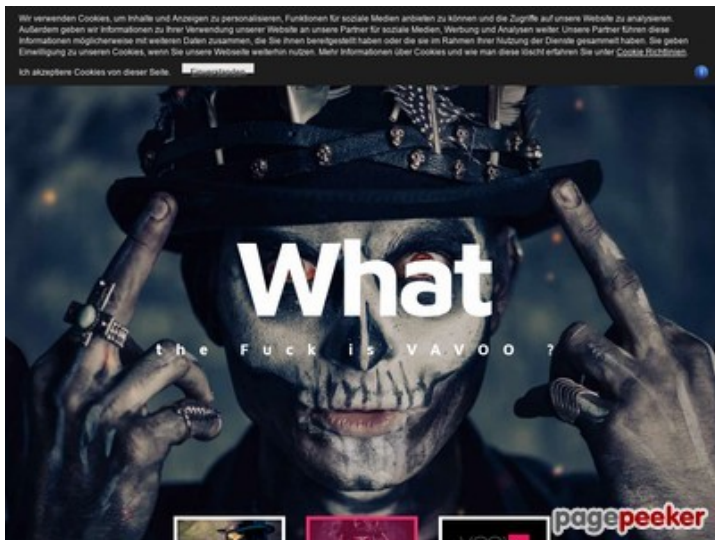 Wir verwenden Cookies, um Inhalte und Anzeigen zu personalisieren, Funktionen für soziale Medien anbieten zu können und die Zugriffe auf unsere Website zu analysieren.
Außerdem geben wir Informationen zu Ihrer Verwendung unserer Website an unsere Partner für soziale Medien, Werbung und Analysen weiter. Unsere Partner führen diese
Informationen möglicherweise mit weiteren Daten zusammen, die Sie ihnen bereitgestellt haben oder die sie im Rahmen Ihrer Nutzung der Dienste gesammelt haben. Sie geben
Einwilligung zu unseren Cookies, wenn Sie unsere Webseite weiterhin nutzen. Mehr Informationen über Cookies und wie man diese löscht erfahren Sie unter Cookie Richtlinien.
Ich akzeptiere Cookies von dieser Seite. Einverstanden
What
the Fuck is VAVOO ?
pagepeeker